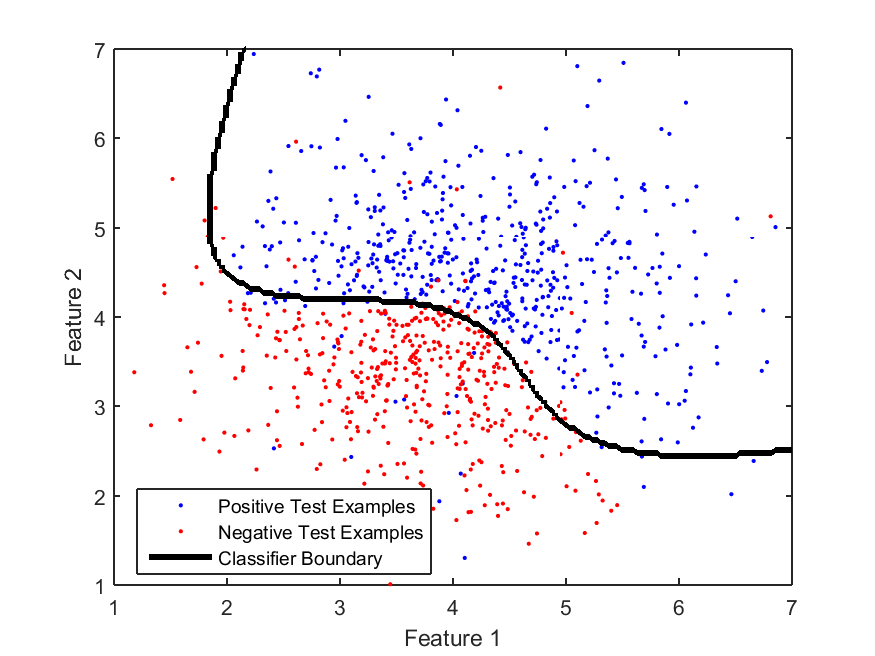 7
6
5
4
3
2
1
Feature 2
Positive Test Examples
Negative Test Examples
Classifier Boundary
1 2 3 4 5 6 7
Feature 1